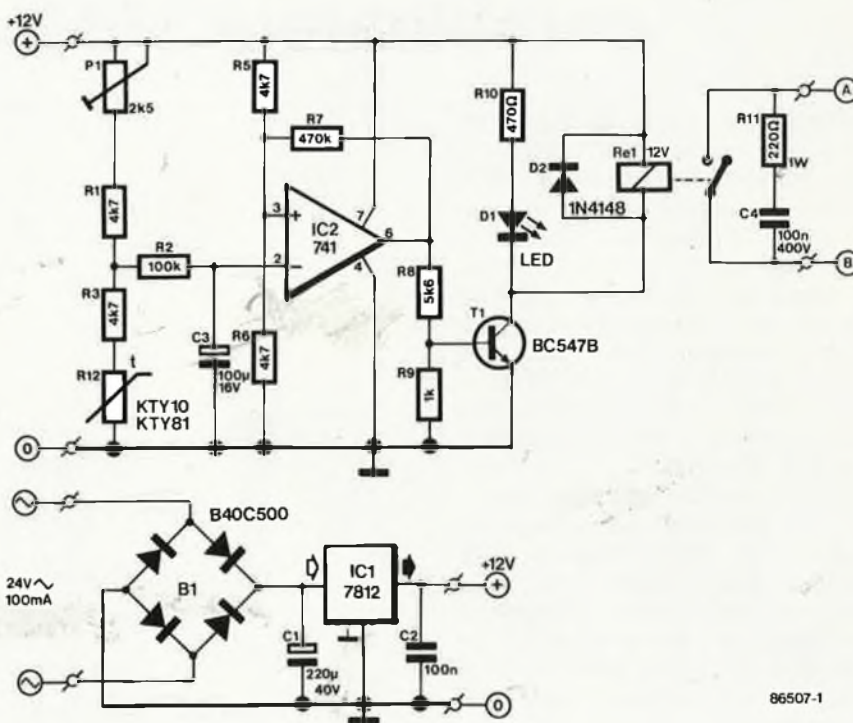 +12V
+
P1
2k5
R1
4k7
R2
100k
R3
4k7
R12
t
KTY10
KTY81
C3
100µ
16V
R5
4k7
R7
470k
3
+
2
−
IC2
741
7
6
4
R6
4k7
R8
5k6
R9
1k
R10
470Ω
D1
LED
T1
BC547B
D2
1N4148
Re1
12V
R11
220Ω
1W
C4
100n
400V
A
B
0
B40C500
24V ~
100mA
B1
IC1
7812
C1
220µ
40V
C2
100n
+12V
+
0
86507-1